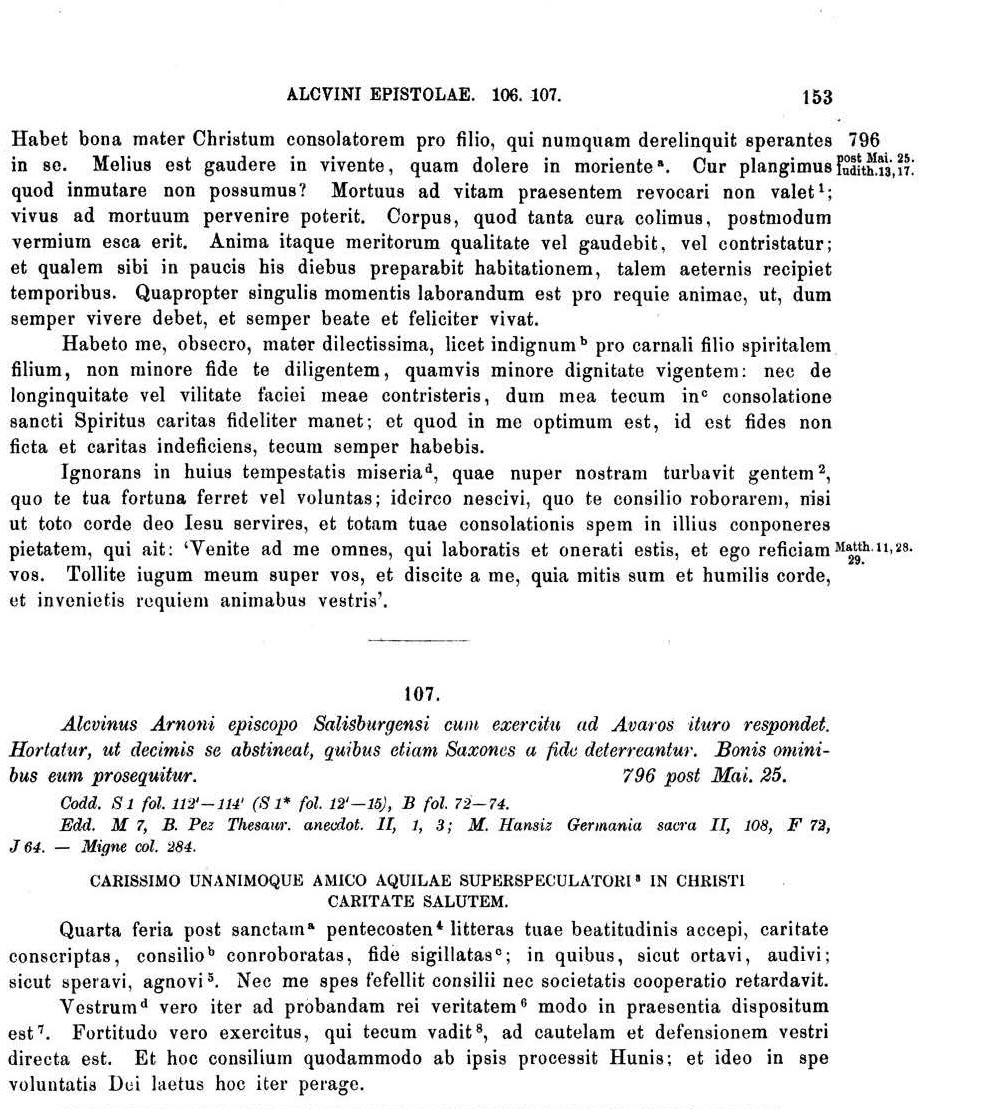 ALCVINI EPISTOLAE. 106. 107. 153
Habet bona mater Christum consolatorem pro filio, qui numquam derelinquit sperantes 796
in se. Melius est gaudere in vivente, quam dolere in moriente ᵃ. Cur plangimus post Mai. 25. Iudith. 13, 17.
quod inmutare non possumus? Mortuus ad vitam praesentem revocari non valet ¹;
vivus ad mortuum pervenire poterit. Corpus, quod tanta cura colimus, postmodum
vermium esca erit. Anima itaque meritorum qualitate vel gaudebit, vel contristatur;
et qualem sibi in paucis his diebus preparabit habitationem, talem aeternis recipiet
temporibus. Quapropter singulis momentis laborandum est pro requie animae, ut, dum
semper vivere debet, et semper beate et feliciter vivat.
Habeto me, obsecro, mater dilectissima, licet indignum ᵇ pro carnali filio spiritalem
filium, non minore fide te diligentem, quamvis minore dignitate vigentem: nec de
longinquitate vel vilitate faciei meae contristeris, dum mea tecum in ᶜ consolatione
sancti Spiritus caritas fideliter manet; et quod in me optimum est, id est fides non
ficta et caritas indeficiens, tecum semper habebis.
Ignorans in huius tempestatis miseria ᵈ, quae nuper nostram turbavit gentem ²,
quo te tua fortuna ferret vel voluntas; idcirco nescivi, quo te consilio roborarem, nisi
ut toto corde deo Iesu servires, et totam tuae consolationis spem in illius conponeres
pietatem, qui ait: ‘Venite ad me omnes, qui laboratis et onerati estis, et ego reficiam Matth. 11, 28. 29.
vos. Tollite iugum meum super vos, et discite a me, quia mitis sum et humilis corde,
et invenietis requiem animabus vestris’.
107.
Alcvinus Arnoni episcopo Salisburgensi cum exercitu ad Avaros ituro respondet.
Hortatur, ut decimis se abstineat, quibus etiam Saxones a fide deterreantur. Bonis omini-
bus eum prosequitur. 796 post Mai. 25.
Codd. S 1 fol. 112'—114' (S 1* fol. 12'—15), B fol. 72—74.
Edd. M 7, B. Pez Thesaur. anecdot. II, 1, 3; M. Hansiz Germania sacra II, 108, F 72,
J 64. — Migne col. 284.
CARISSIMO UNANIMOQUE AMICO AQUILAE SUPERSPECULATORI ³ IN CHRISTI
CARITATE SALUTEM.
Quarta feria post sanctam ᵃ pentecosten ⁴ litteras tuae beatitudinis accepi, caritate
conscriptas, consilio ᵇ conroboratas, fide sigillatas ᶜ; in quibus, sicut ortavi, audivi;
sicut speravi, agnovi ⁵. Nec me spes fefellit consilii nec societatis cooperatio retardavit.
Vestrum ᵈ vero iter ad probandam rei veritatem ⁶ modo in praesentia dispositum
est ⁷. Fortitudo vero exercitus, qui tecum vadit ⁸, ad cautelam et defensionem vestri
directa est. Et hoc consilium quodammodo ab ipsis processit Hunis; et ideo in spe
voluntatis Dei laetus hoc iter perage.